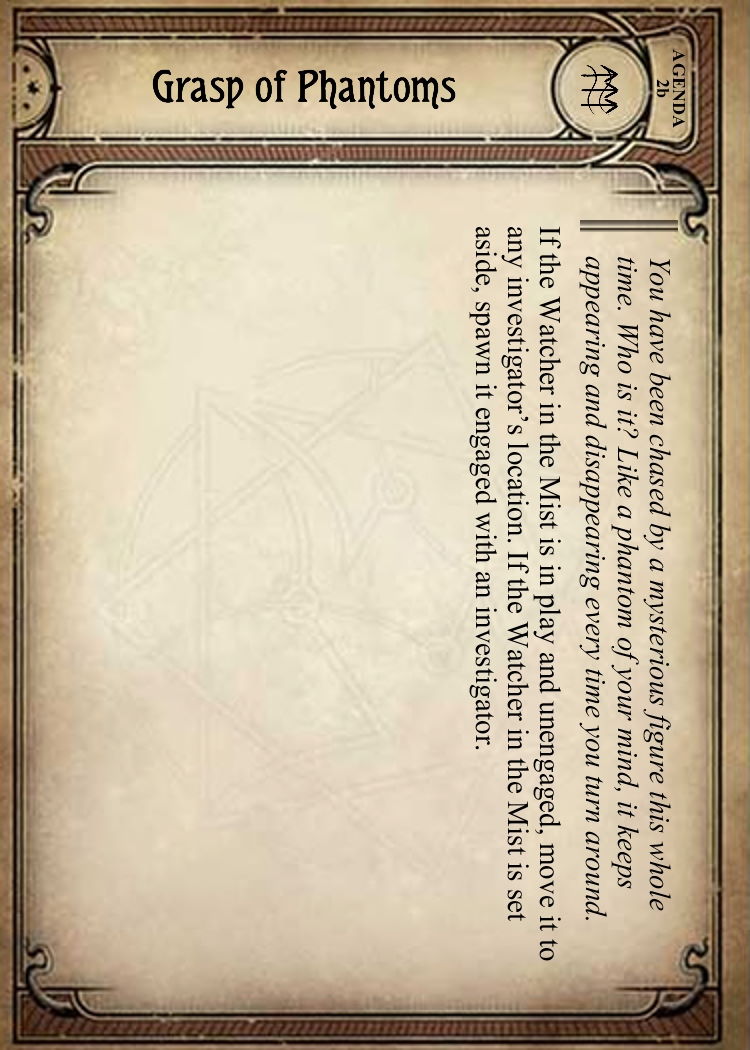 AGENDA
2b
Grasp of Phantoms
You have been chased by a mysterious figure this whole
time. Who is it? Like a phantom of your mind, it keeps
appearing and disappearing every time you turn around.
If the Watcher in the Mist is in play and unengaged, move it to
any investigator's location. If the Watcher in the Mist is set
aside, spawn it engaged with an investigator.